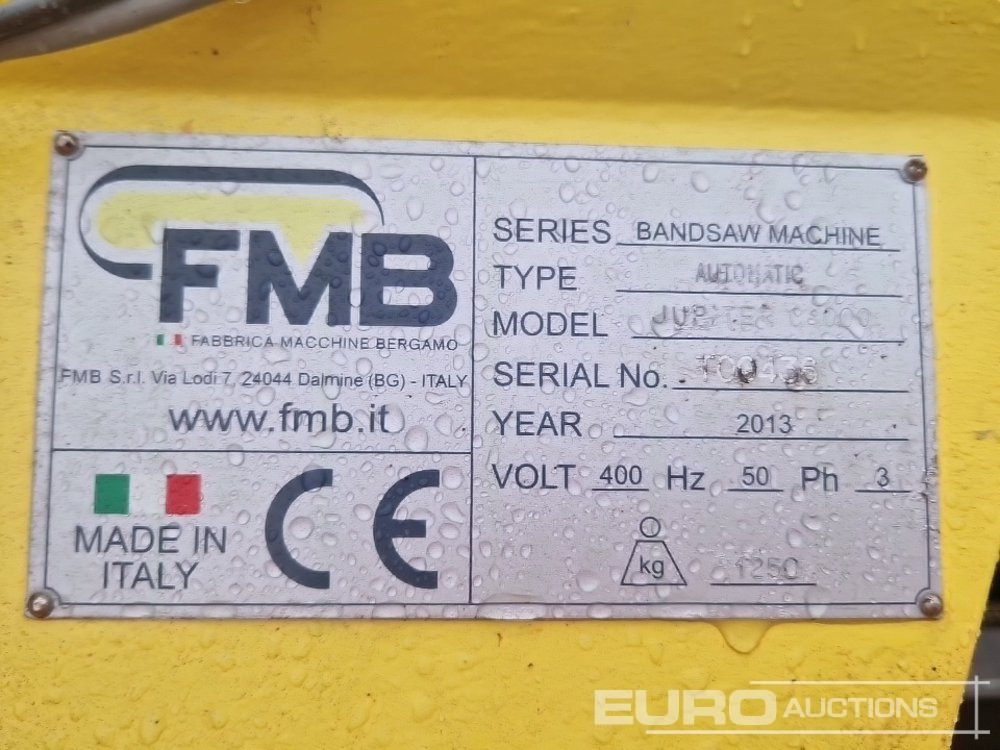 FMB
FABBRICA MACCHINE BERGAMO
FMB S.r.l. Via Lodi 7, 24044 Dalmine (BG) - ITALY
www.fmb.it
MADE IN
ITALY
CE
SERIES BANDSAW MACHINE
TYPE AUTOMATIC
MODEL JUPITER
SERIAL No.
YEAR 2013
VOLT 400 Hz 50 Ph 3
kg 1250
EURO AUCTIONS